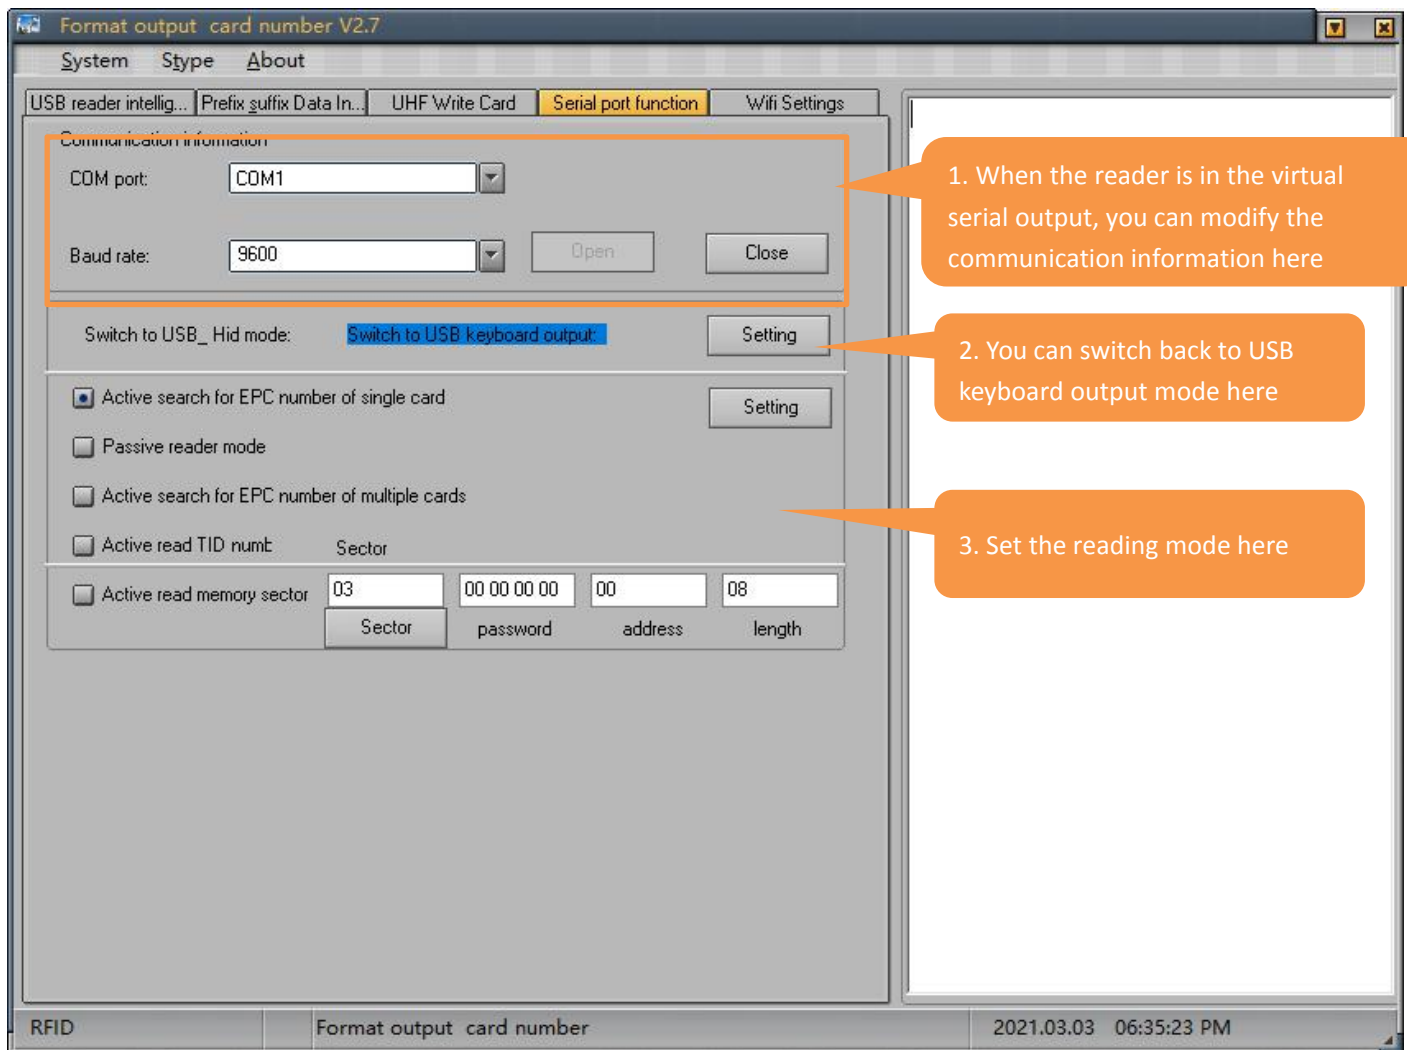 Format output card number V2.7
System Stype About
USB reader intellig... Prefix suffix Data In... UHF Write Card Serial port function Wifi Settings
Communication information
COM port: COM1
Baud rate: 9600 Open Close
1. When the reader is in the virtual
serial output, you can modify the
communication information here
Switch to USB_ Hid mode: Switch to USB keyboard output: Setting
2. You can switch back to USB
keyboard output mode here
Active search for EPC number of single card Setting
Passive reader mode
Active search for EPC number of multiple cards
Active read TID numb Sector
3. Set the reading mode here
Active read memory sector 03 00 00 00 00 00 08
Sector password address length
RFID Format output card number 2021.03.03 06:35:23 PM